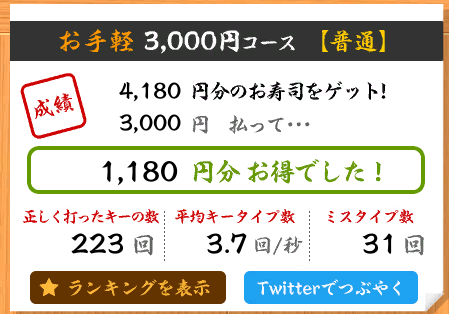 お手軽 3,000円コース 【普通】
成績
4,180 円分のお寿司をゲット!
3,000 円 払って･･･
1,180 円分 お得でした！
正しく打ったキーの数 平均キータイプ数 ミスタイプ数
223 回 3.7 回/秒 31 回
ランキングを表示 Twitterでつぶやく